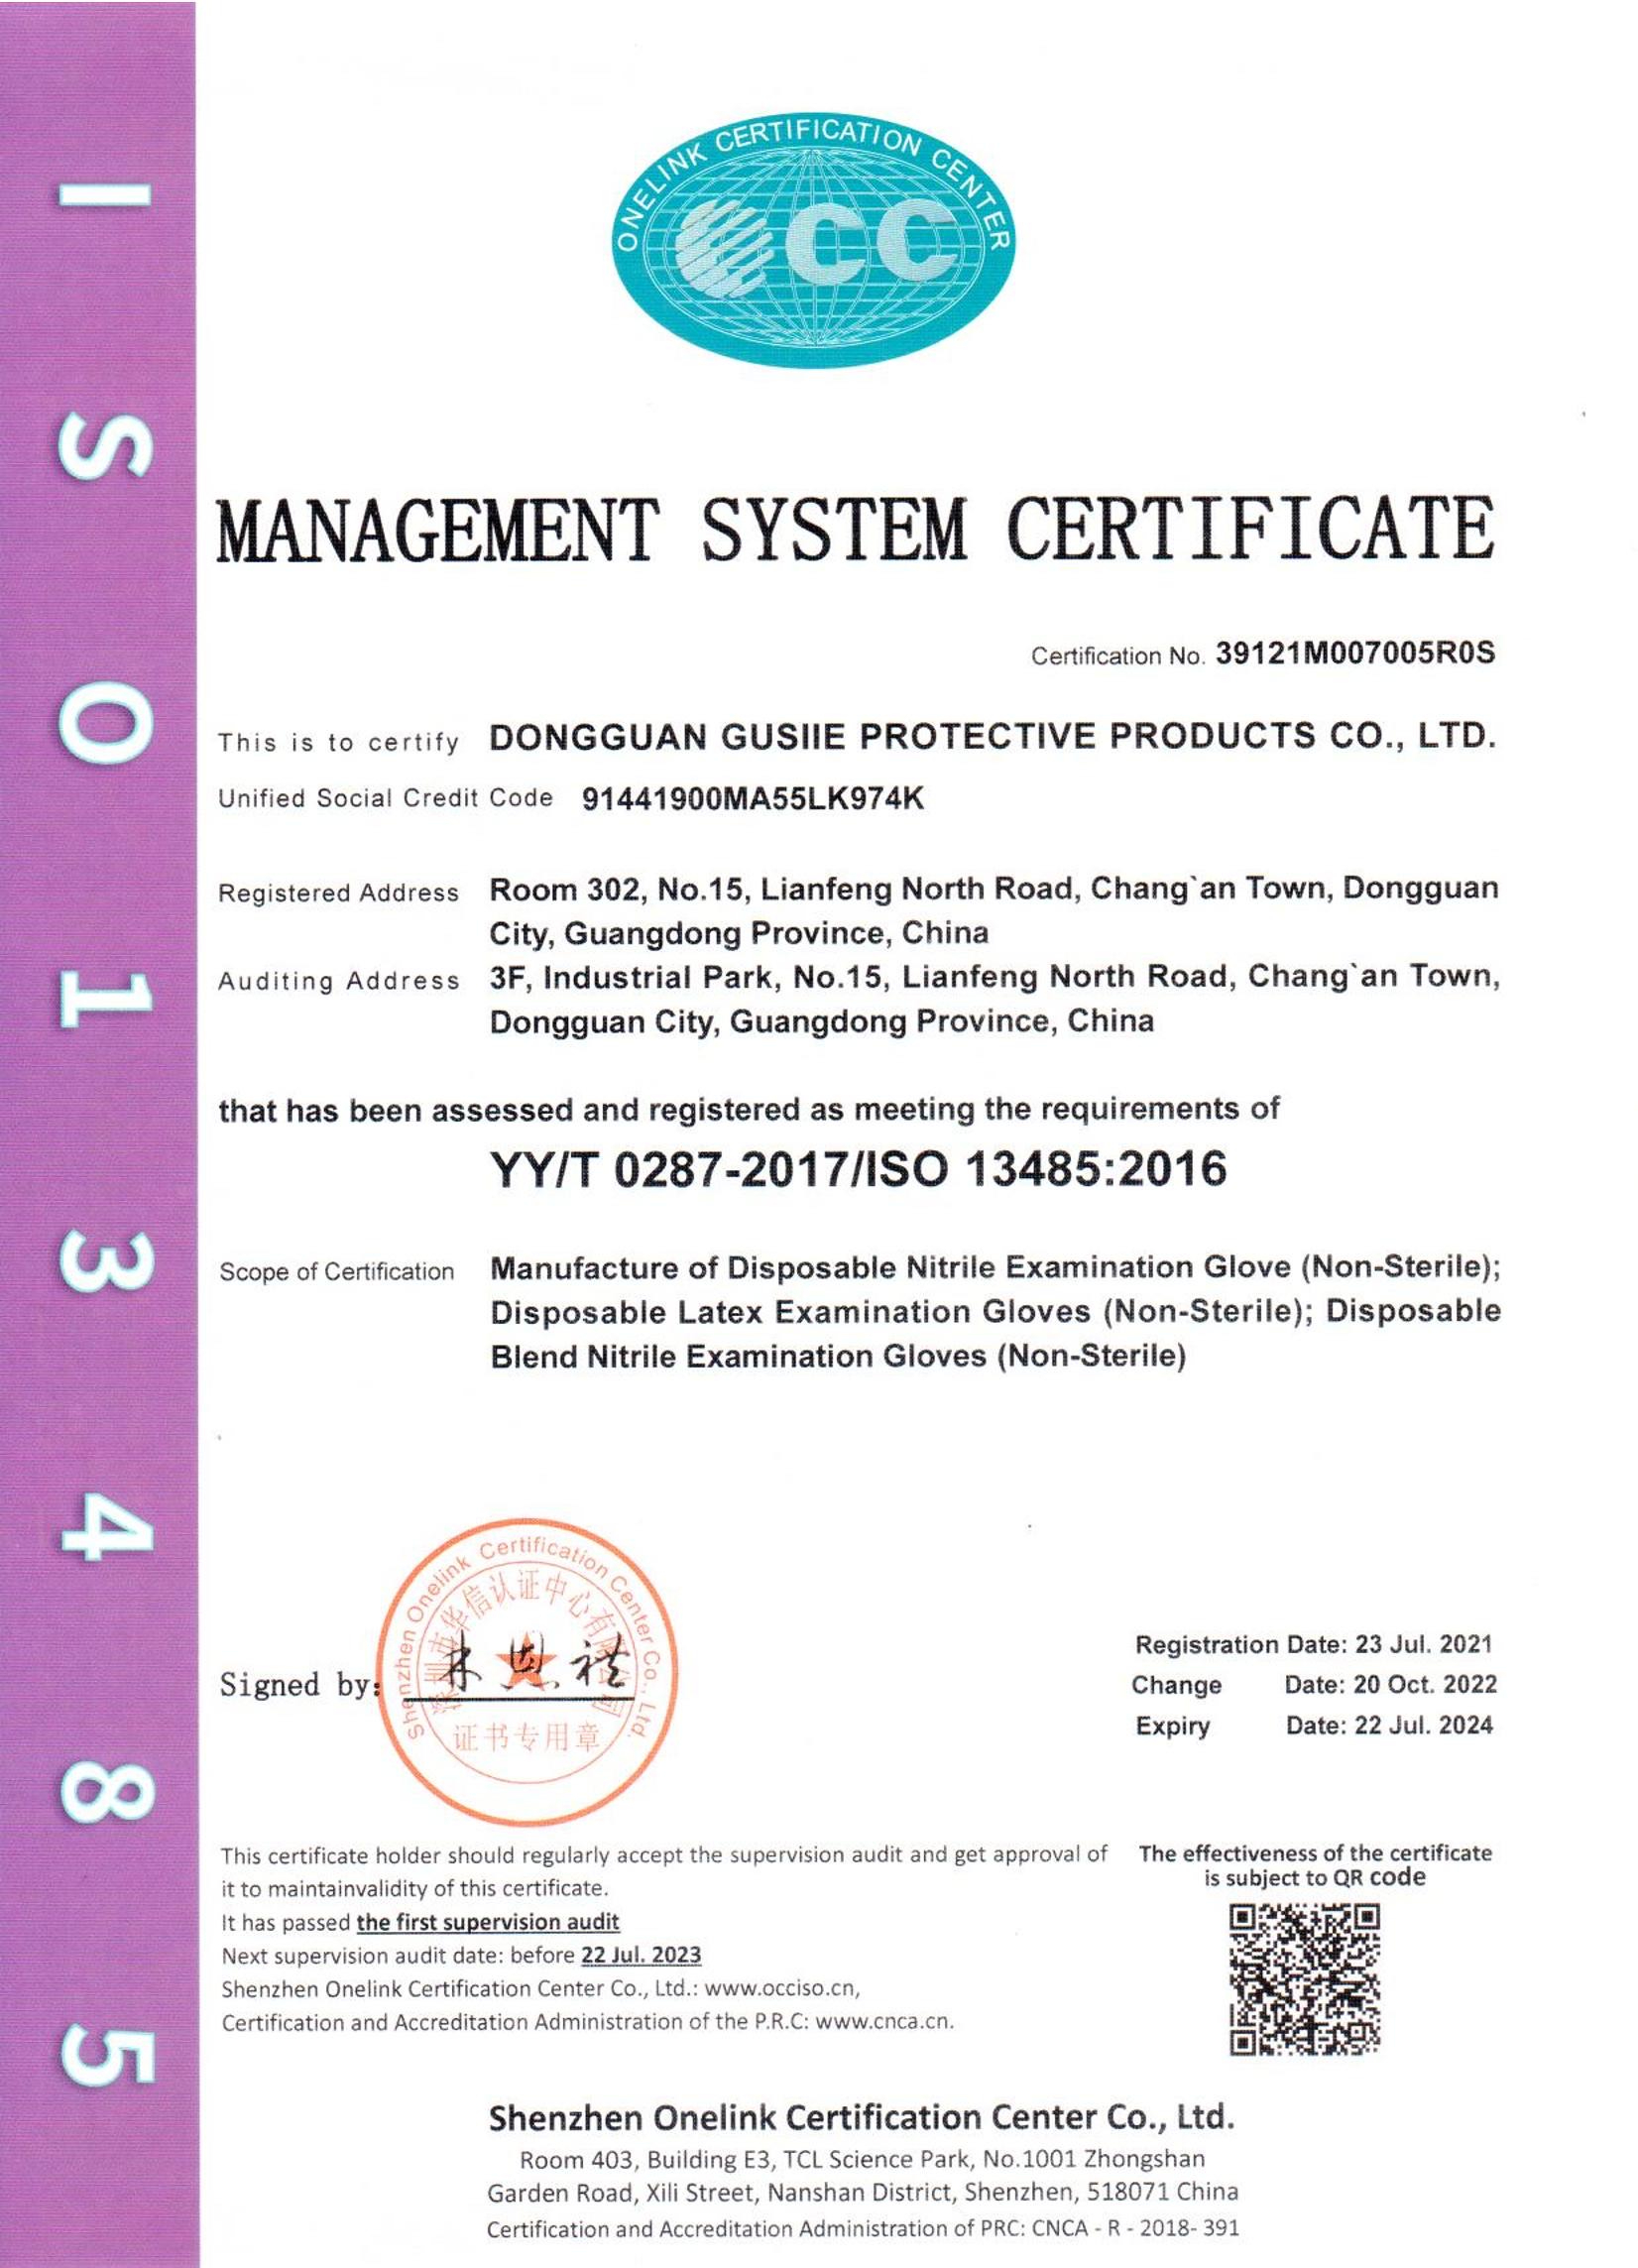 ISO13485
ONELINK CERTIFICATION CENTER
OCC
MANAGEMENT SYSTEM CERTIFICATE
Certification No. 39121M007005R0S
This is to certify DONGGUAN GUSIIE PROTECTIVE PRODUCTS CO., LTD.
Unified Social Credit Code 91441900MA55LK974K
Registered Address Room 302, No.15, Lianfeng North Road, Chang`an Town, Dongguan
City, Guangdong Province, China
Auditing Address 3F, Industrial Park, No.15, Lianfeng North Road, Chang`an Town,
Dongguan City, Guangdong Province, China
that has been assessed and registered as meeting the requirements of
YY/T 0287-2017/ISO 13485:2016
Scope of Certification Manufacture of Disposable Nitrile Examination Glove (Non-Sterile);
Disposable Latex Examination Gloves (Non-Sterile); Disposable
Blend Nitrile Examination Gloves (Non-Sterile)
Shenzhen Onelink Certification Center Co., Ltd.
深圳市华信认证中心有限公司
证书专用章
Signed by:
Registration Date: 23 Jul. 2021
Change Date: 20 Oct. 2022
Expiry Date: 22 Jul. 2024
This certificate holder should regularly accept the supervision audit and get approval of
it to maintainvalidity of this certificate.
It has passed the first supervision audit
Next supervision audit date: before 22 Jul. 2023
Shenzhen Onelink Certification Center Co., Ltd.: www.occiso.cn,
Certification and Accreditation Administration of the P.R.C: www.cnca.cn.
The effectiveness of the certificate
is subject to QR code
Shenzhen Onelink Certification Center Co., Ltd.
Room 403, Building E3, TCL Science Park, No.1001 Zhongshan
Garden Road, Xili Street, Nanshan District, Shenzhen, 518071 China
Certification and Accreditation Administration of PRC: CNCA - R - 2018- 391